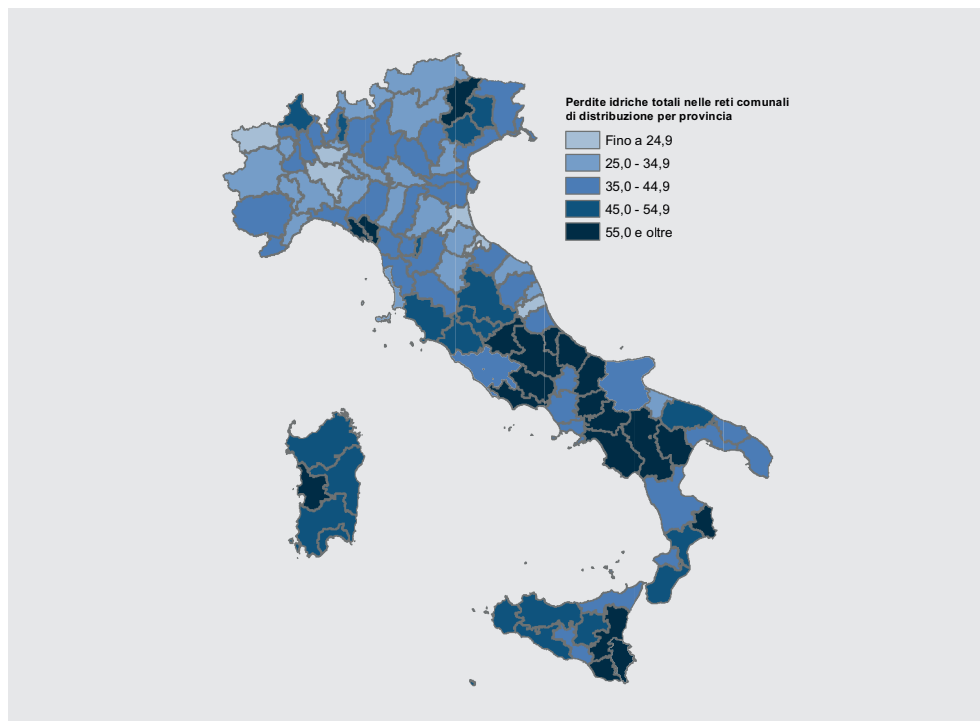 Perdite idriche totali nelle reti comunali
di distribuzione per provincia
Fino a 24,9
25,0 - 34,9
35,0 - 44,9
45,0 - 54,9
55,0 e oltre